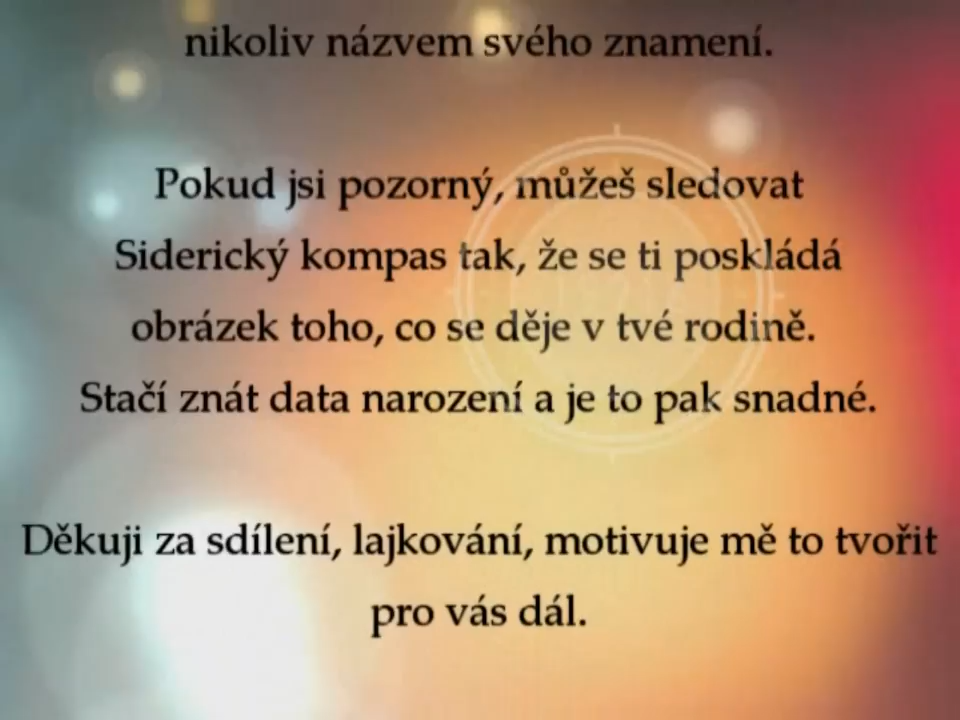 nikoliv názvem svého znamení.
Pokud jsi pozorný, můžeš sledovat
Siderický kompas tak, že se ti poskládá
obrázek toho, co se děje v tvé rodině.
Stačí znát data narození a je to pak snadné.
Děkuji za sdílení, lajkování, motivuje mě to tvořit
pro vás dál.